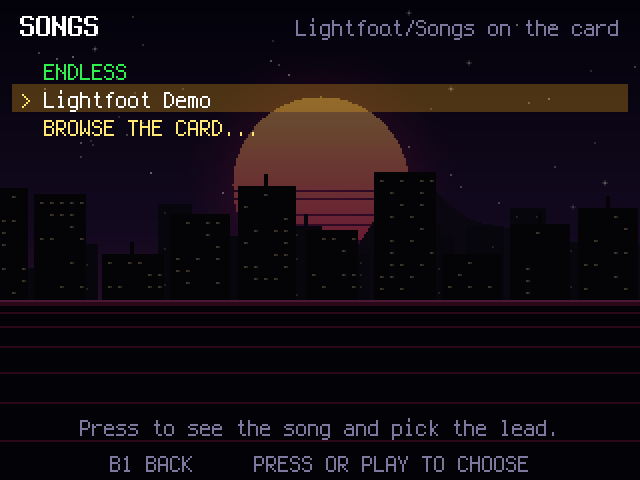 SONGS
Lightfoot/Songs on the card
ENDLESS
> Lightfoot Demo
BROWSE THE CARD...
Press to see the song and pick the lead.
B1 BACK PRESS OR PLAY TO CHOOSE